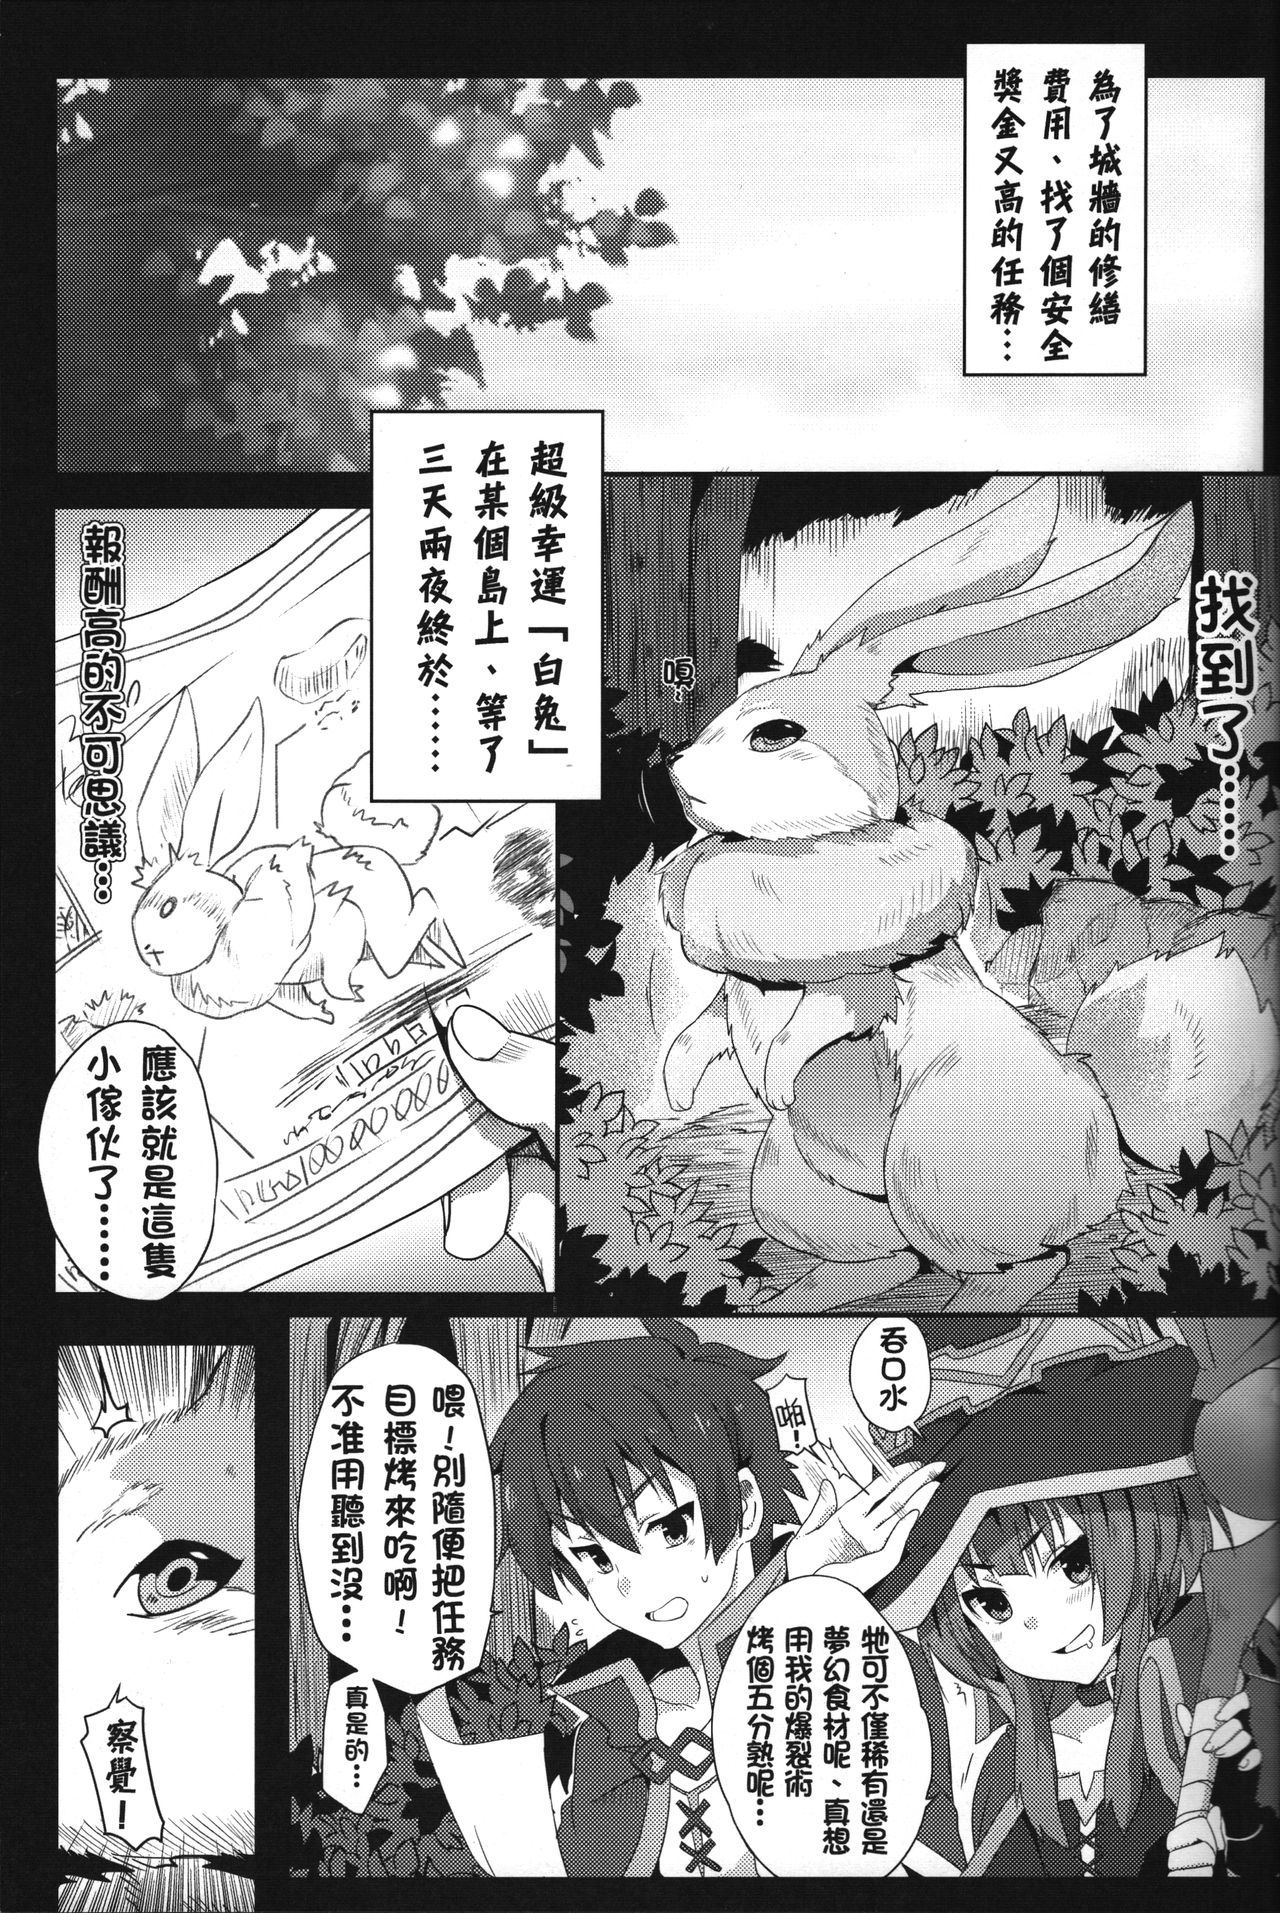 為了城牆的修繕
費用、找了個安全
獎金又高的任務…
找到了……
嗅
超級幸運「白兔」
在某個島上、等了
三天兩夜終於……
報酬高的不可思議…
應該就是這隻
小傢伙了……
吞口水
啪!
牠可不僅稀有還是
夢幻食材呢、真想
用我的爆裂術
烤個五分熟呢…
喂!別隨便把任務
目標烤來吃啊!
不准用聽到没…
真是的…
察覺!